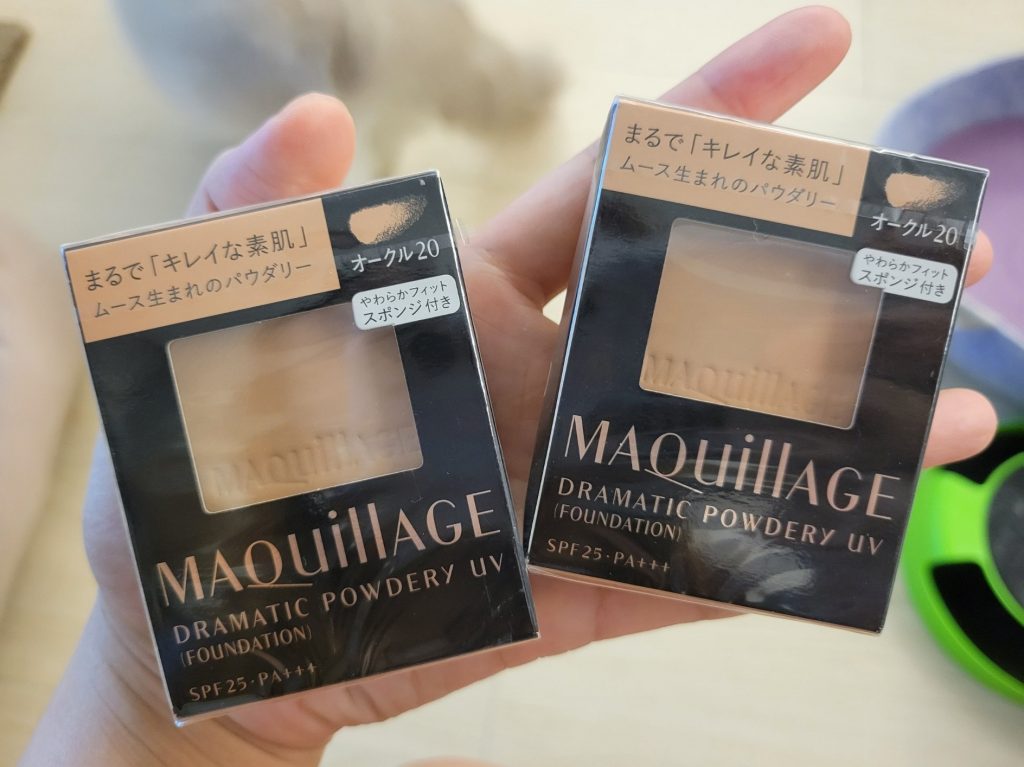 まるで「キレイな素肌」
ムース生まれのパウダリー
オークル20
やわらかフィット
スポンジ付き
MAQuillAGE
MAQuillAGE
DRAMATIC POWDERY UV
(FOUNDATION)
SPF25・PA+++
まるで「キレイな素肌」
ムース生まれのパウダリー
オークル20
やわらかフィット
スポンジ付き
MAQuillAGE
MAQuillAGE
DRAMATIC POWDERY UV
(FOUNDATION)
SPF25・PA+++